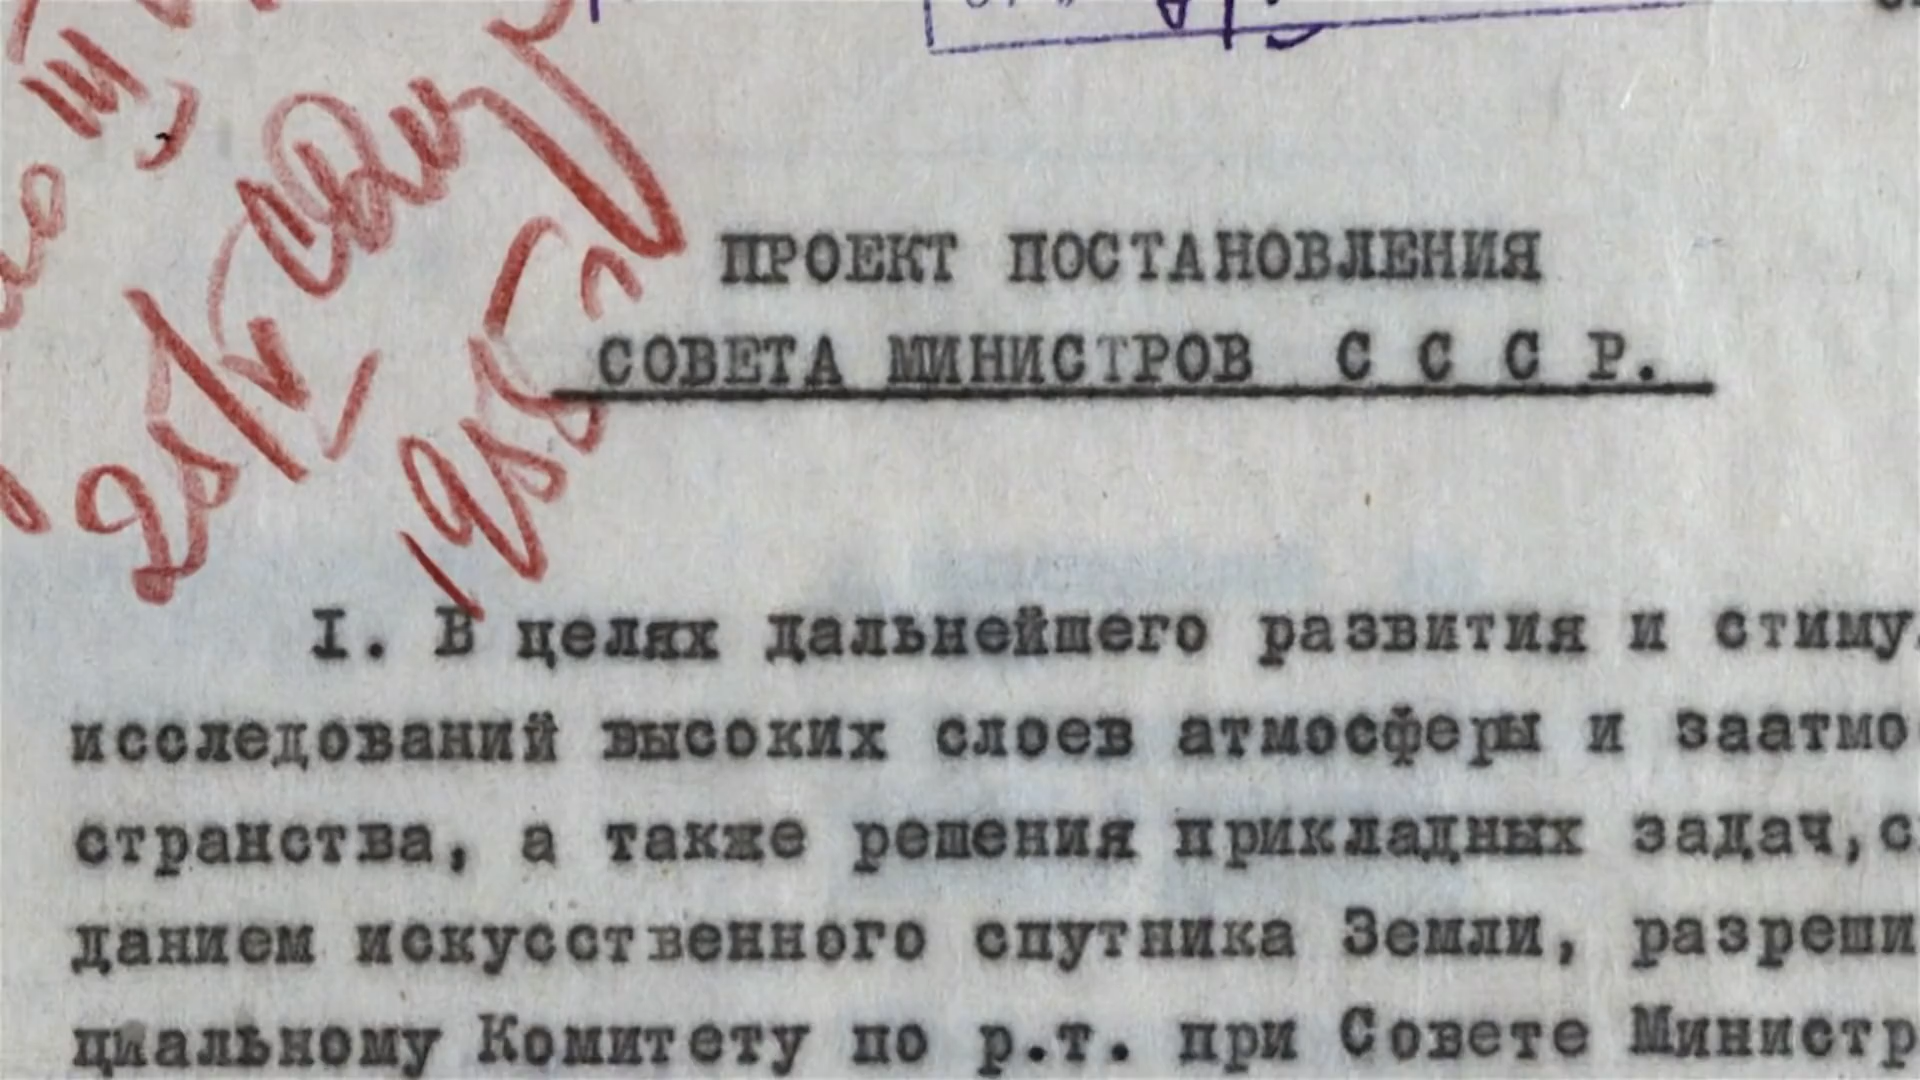 ПРОЕКТ ПОСТАНОВЛЕНИЯ
СОВЕТА МИНИСТРОВ С С С Р.
1955 г
I. В целях дальнейшего развития и стиму
исследований высоких слоев атмосферы и заатмо
странства, а также решения прикладных задач, с
данием искусственного спутника Земли, разреши
циальному Комитету по р.т. при Совете Министр